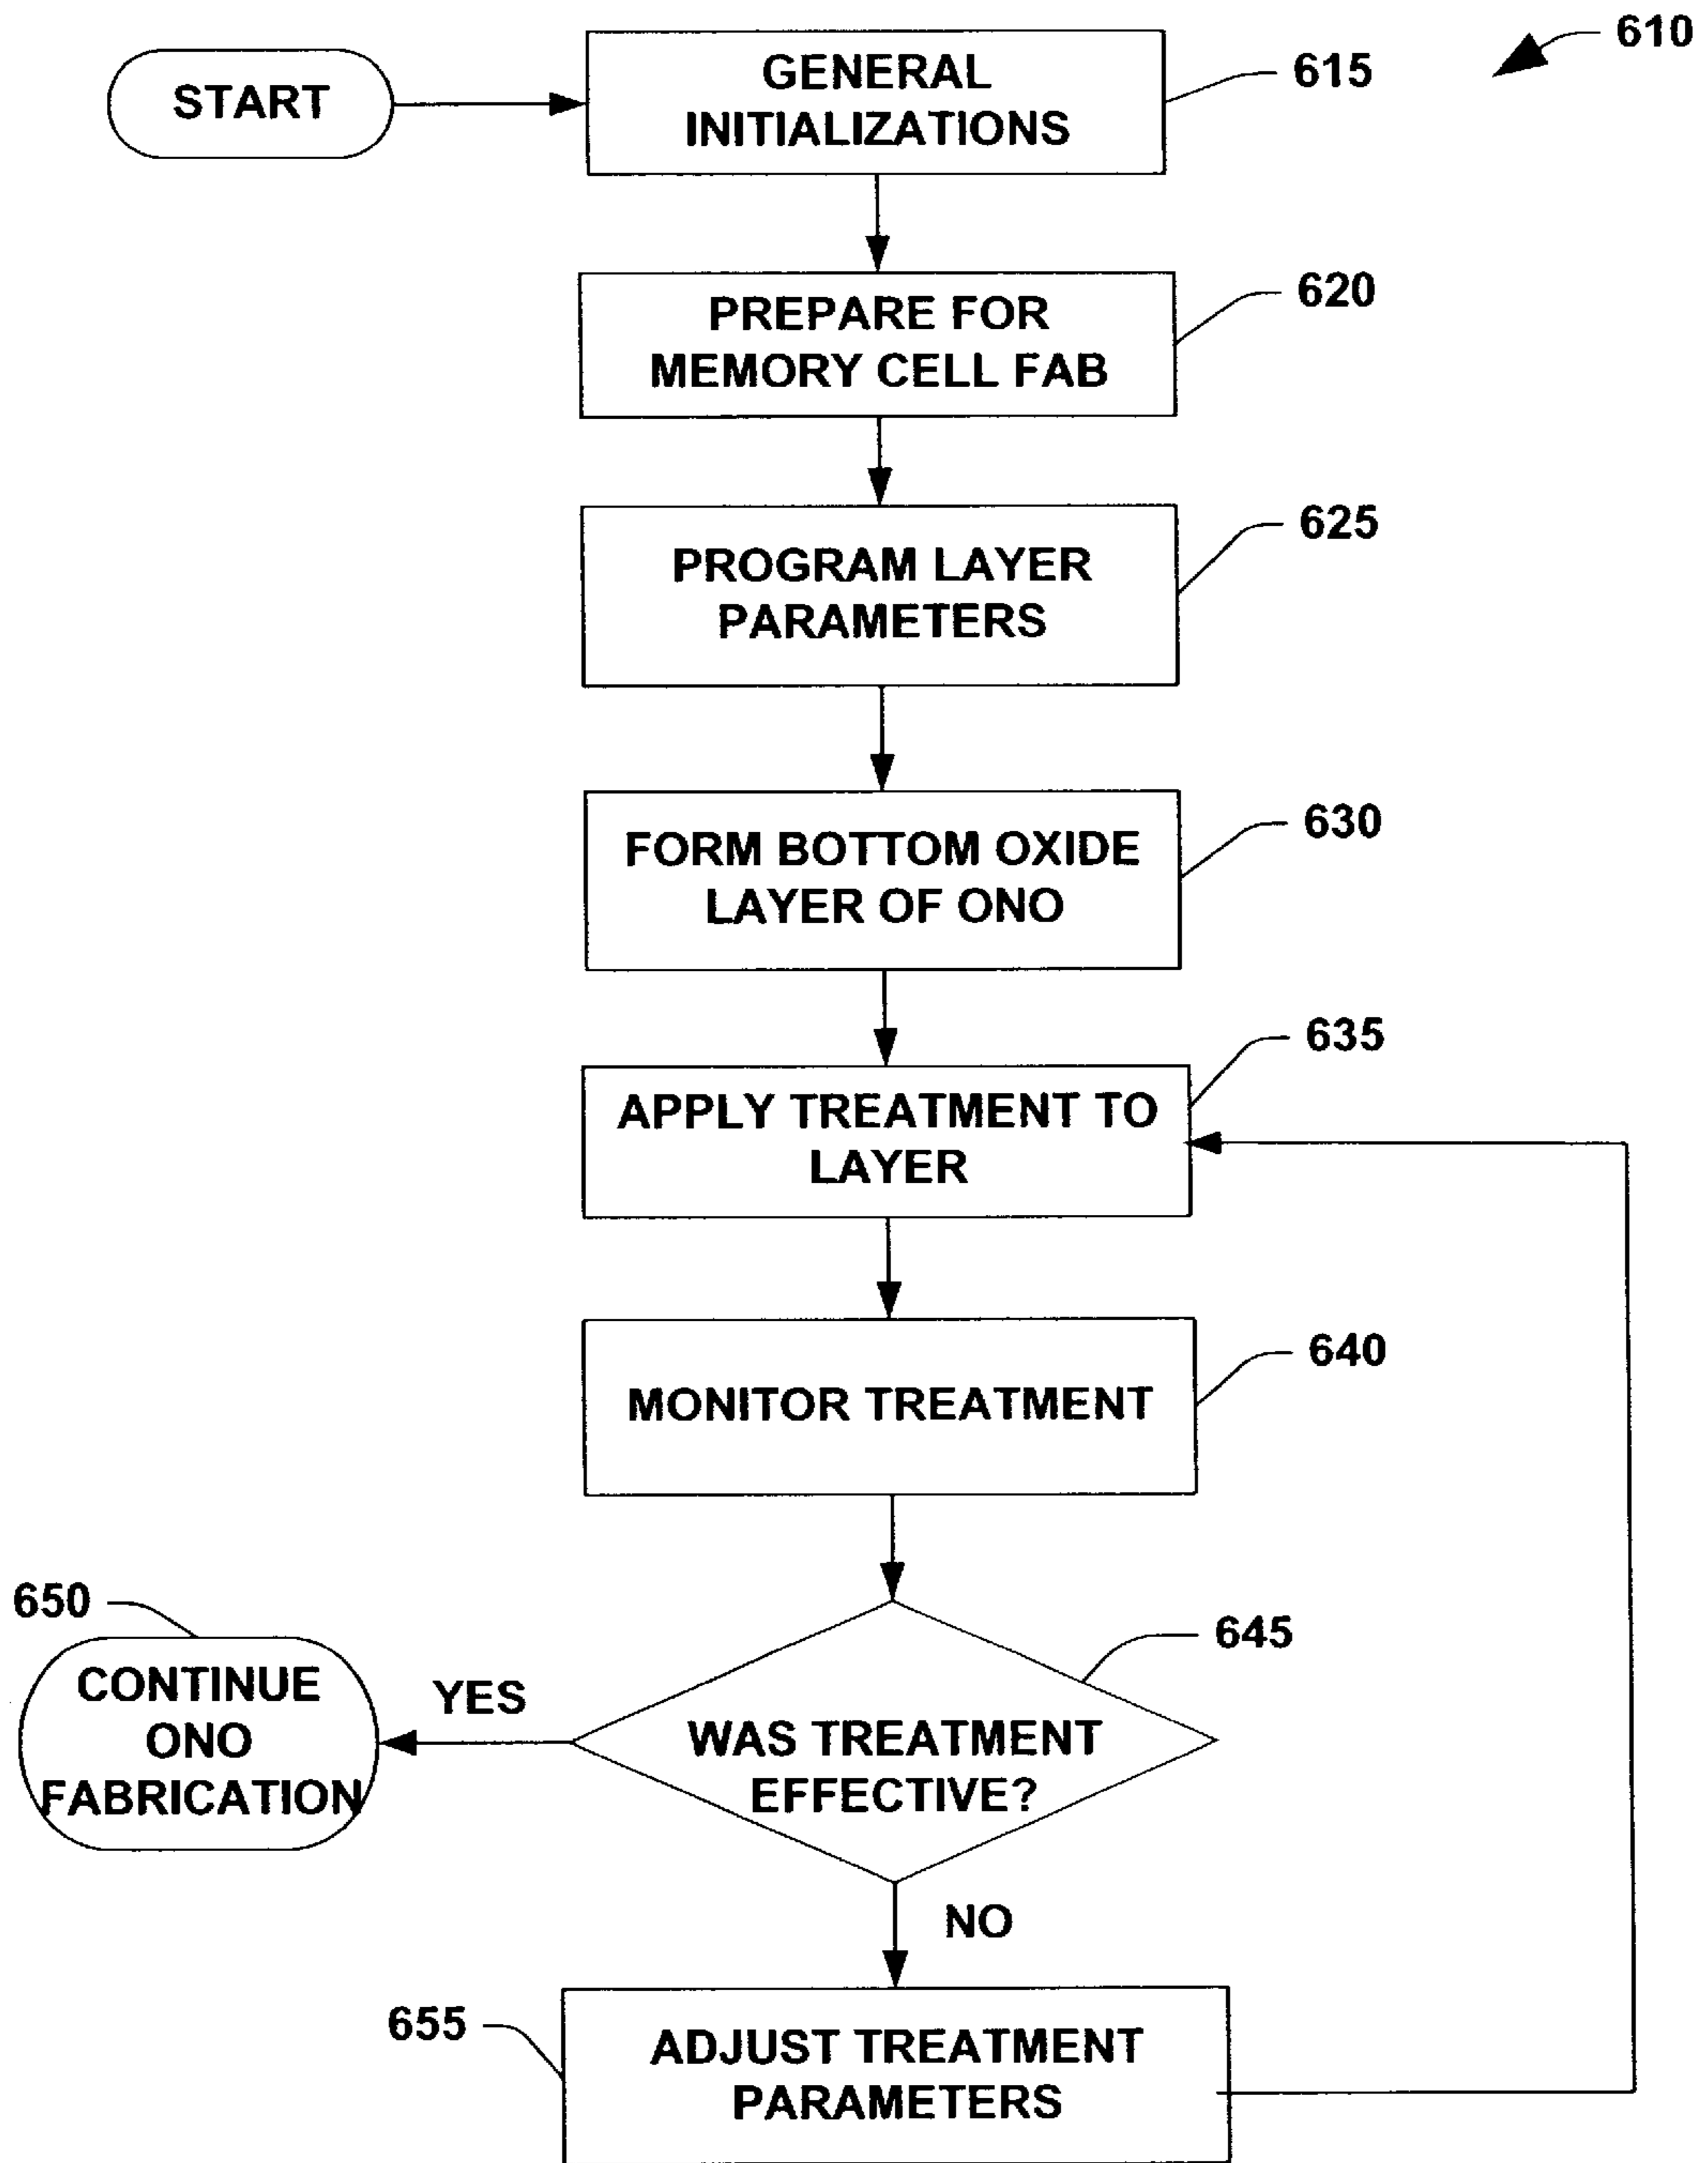 610
START
GENERAL
INITIALIZATIONS
615
PREPARE FOR
MEMORY CELL FAB
620
PROGRAM LAYER
PARAMETERS
625
FORM BOTTOM OXIDE
LAYER OF ONO
630
APPLY TREATMENT TO
LAYER
635
MONITOR TREATMENT
640
WAS TREATMENT
EFFECTIVE?
645
YES
650
CONTINUE
ONO
FABRICATION
NO
655
ADJUST TREATMENT
PARAMETERS